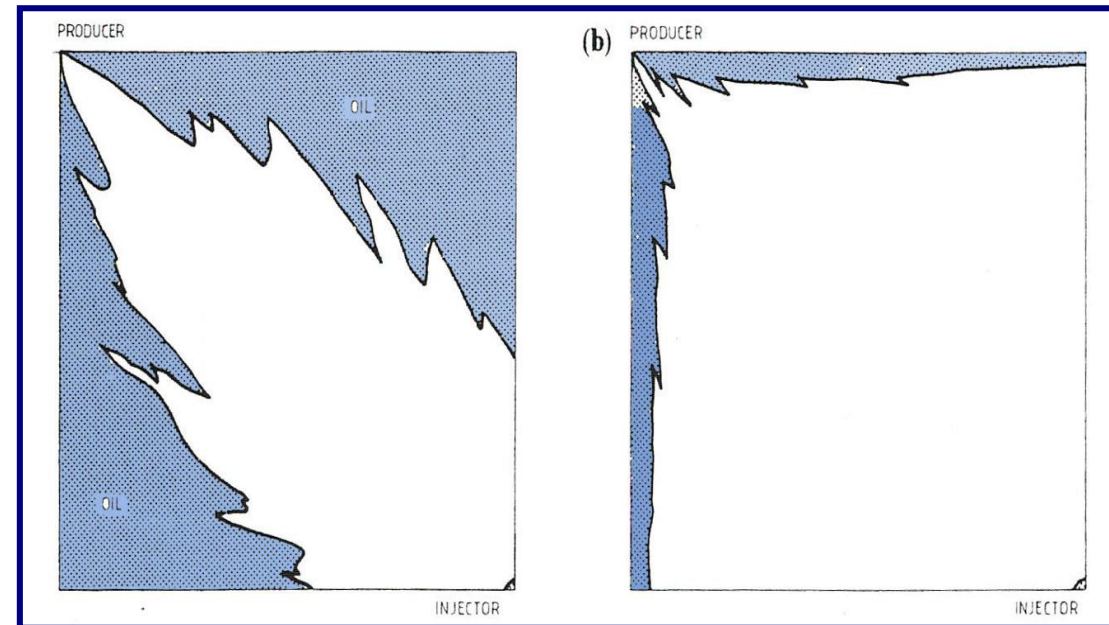 PRODUCER
OIL
OIL
INJECTOR
(b)
PRODUCER
INJECTOR